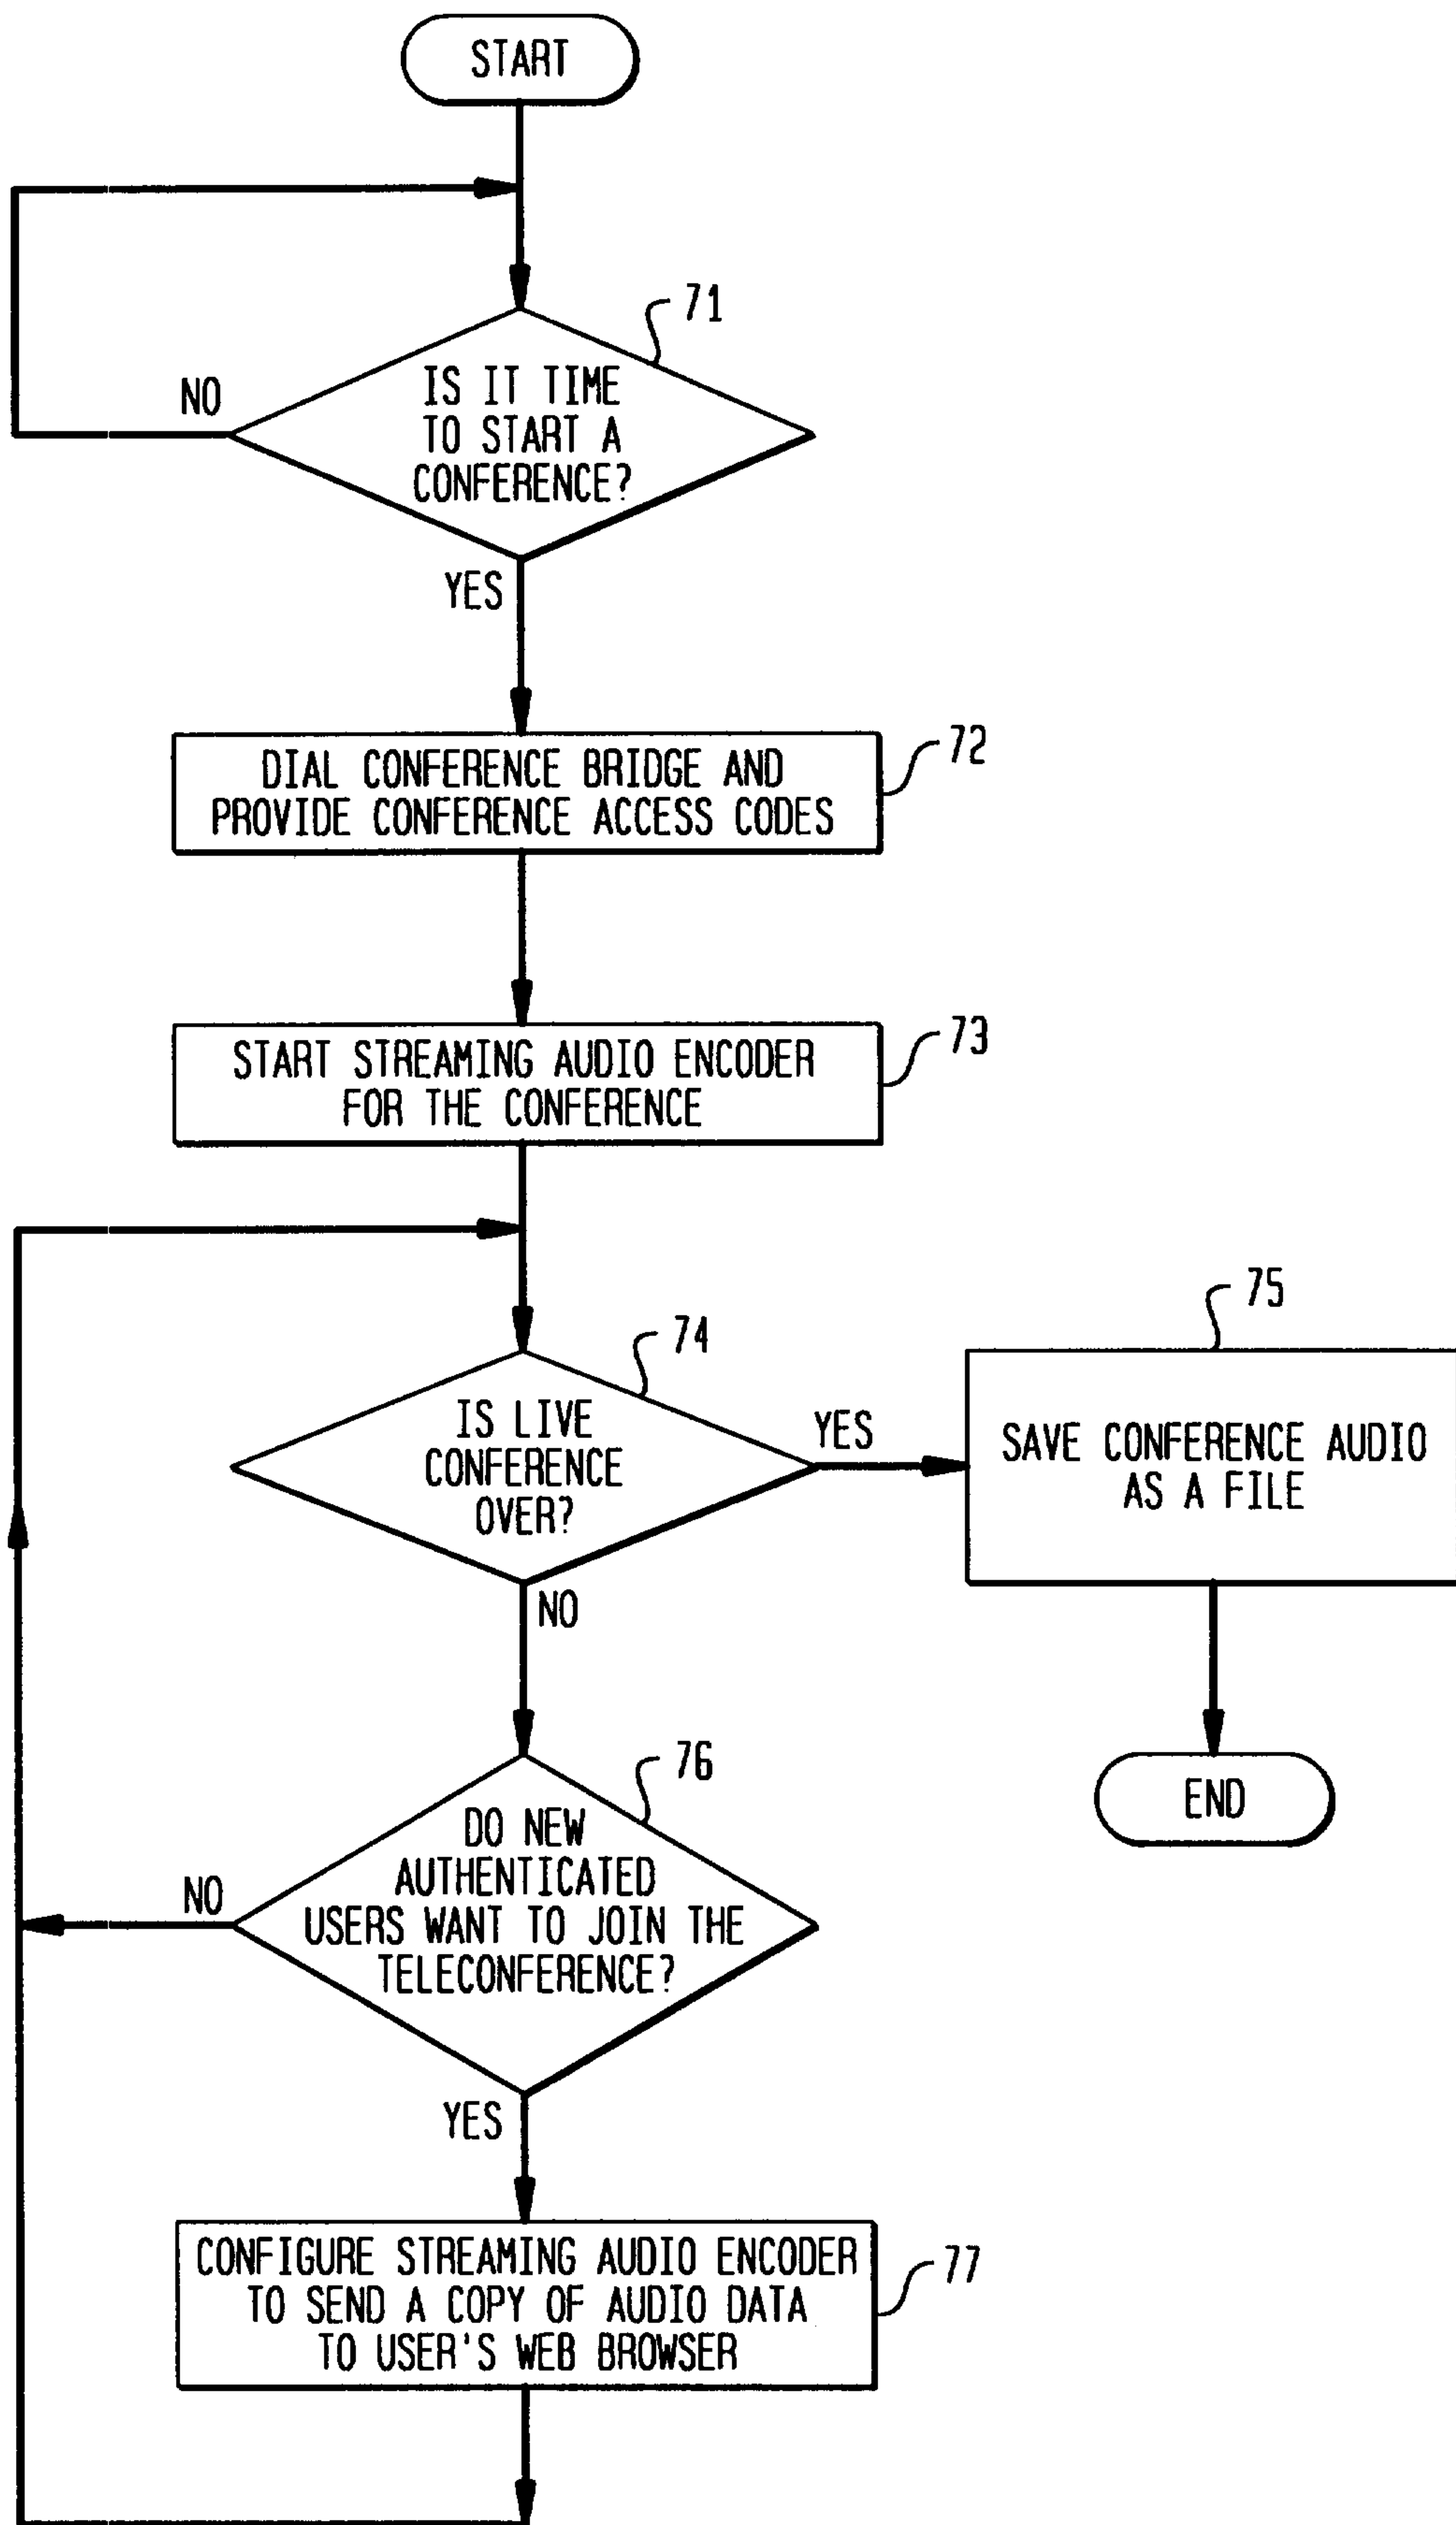 START
71
IS IT TIME
TO START A
CONFERENCE?
NO
YES
72
DIAL CONFERENCE BRIDGE AND
PROVIDE CONFERENCE ACCESS CODES
73
START STREAMING AUDIO ENCODER
FOR THE CONFERENCE
74
IS LIVE
CONFERENCE
OVER?
YES
75
SAVE CONFERENCE AUDIO
AS A FILE
NO
END
76
DO NEW
AUTHENTICATED
USERS WANT TO JOIN THE
TELECONFERENCE?
NO
YES
77
CONFIGURE STREAMING AUDIO ENCODER
TO SEND A COPY OF AUDIO DATA
TO USER'S WEB BROWSER